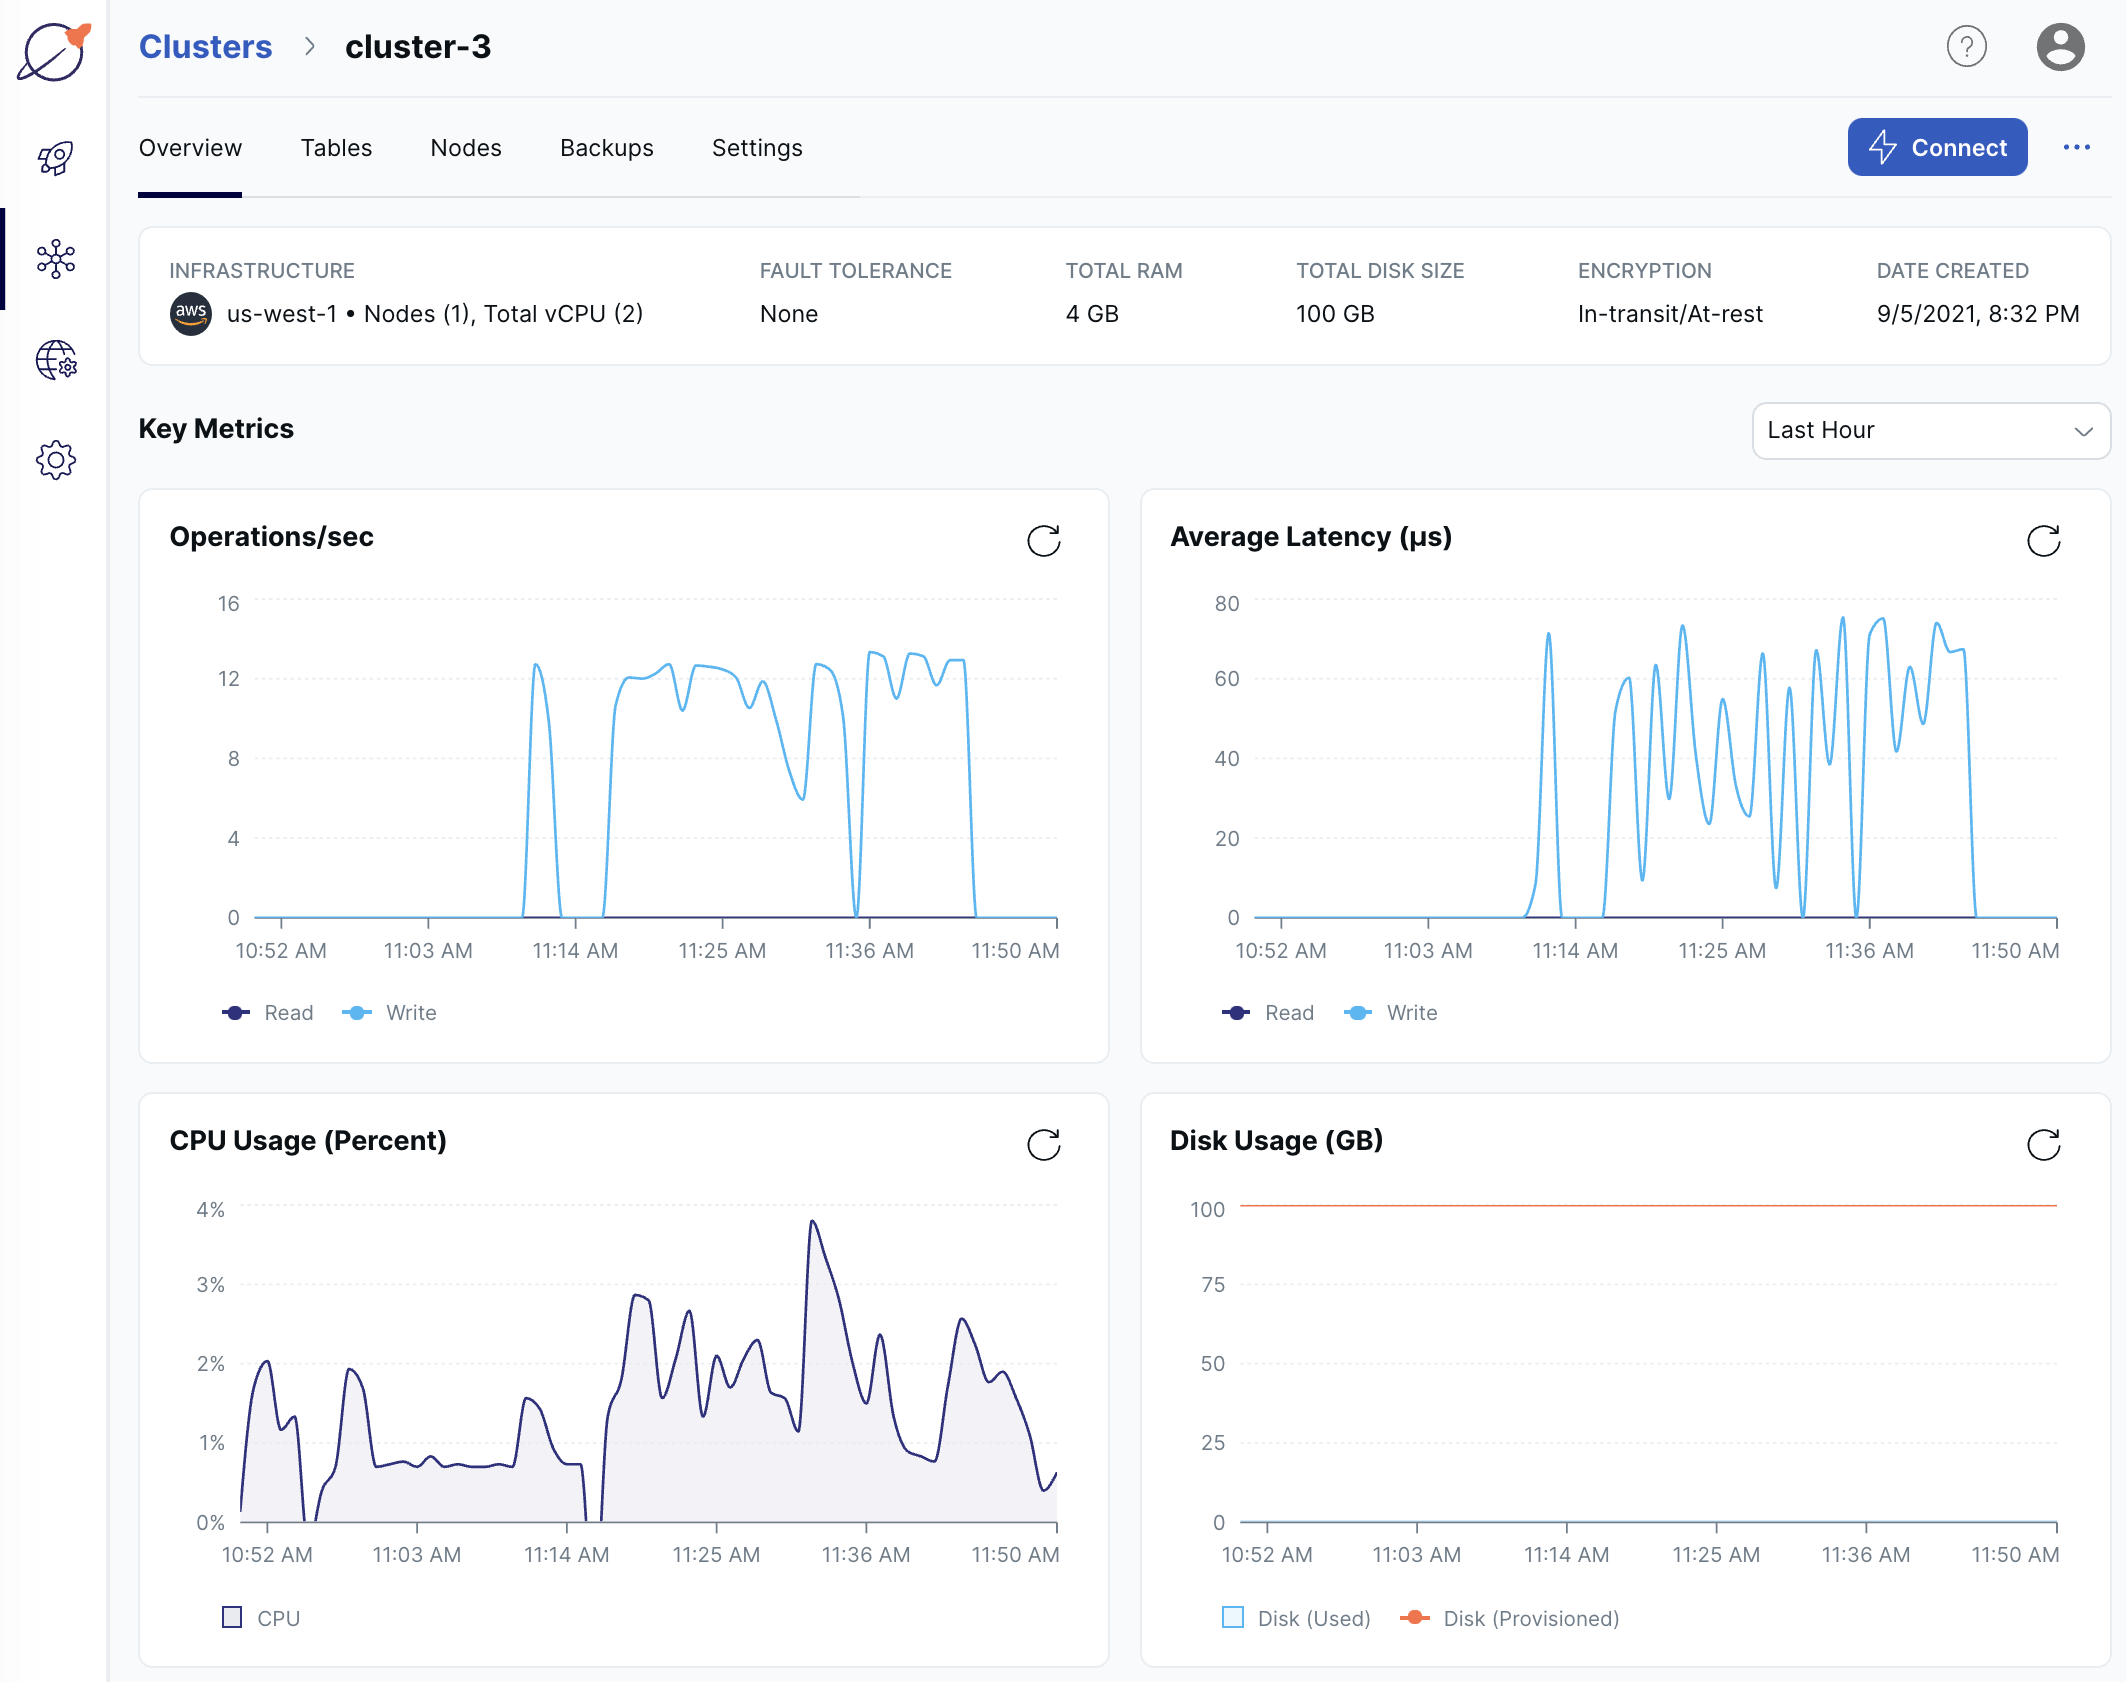 Clusters > cluster-3
?
Overview Tables Nodes Backups Settings
Connect ...
INFRASTRUCTURE FAULT TOLERANCE TOTAL RAM TOTAL DISK SIZE ENCRYPTION DATE CREATED
aws us-west-1 • Nodes (1), Total vCPU (2) None 4 GB 100 GB In-transit/At-rest 9/5/2021, 8:32 PM
Key Metrics
Last Hour
Operations/sec
16
12
8
4
0
10:52 AM 11:03 AM 11:14 AM 11:25 AM 11:36 AM 11:50 AM
Read Write
Average Latency (µs)
80
60
40
20
0
10:52 AM 11:03 AM 11:14 AM 11:25 AM 11:36 AM 11:50 AM
Read Write
CPU Usage (Percent)
4%
3%
2%
1%
0%
10:52 AM 11:03 AM 11:14 AM 11:25 AM 11:36 AM 11:50 AM
CPU
Disk Usage (GB)
100
75
50
25
0
10:52 AM 11:03 AM 11:14 AM 11:25 AM 11:36 AM 11:50 AM
Disk (Used) Disk (Provisioned)